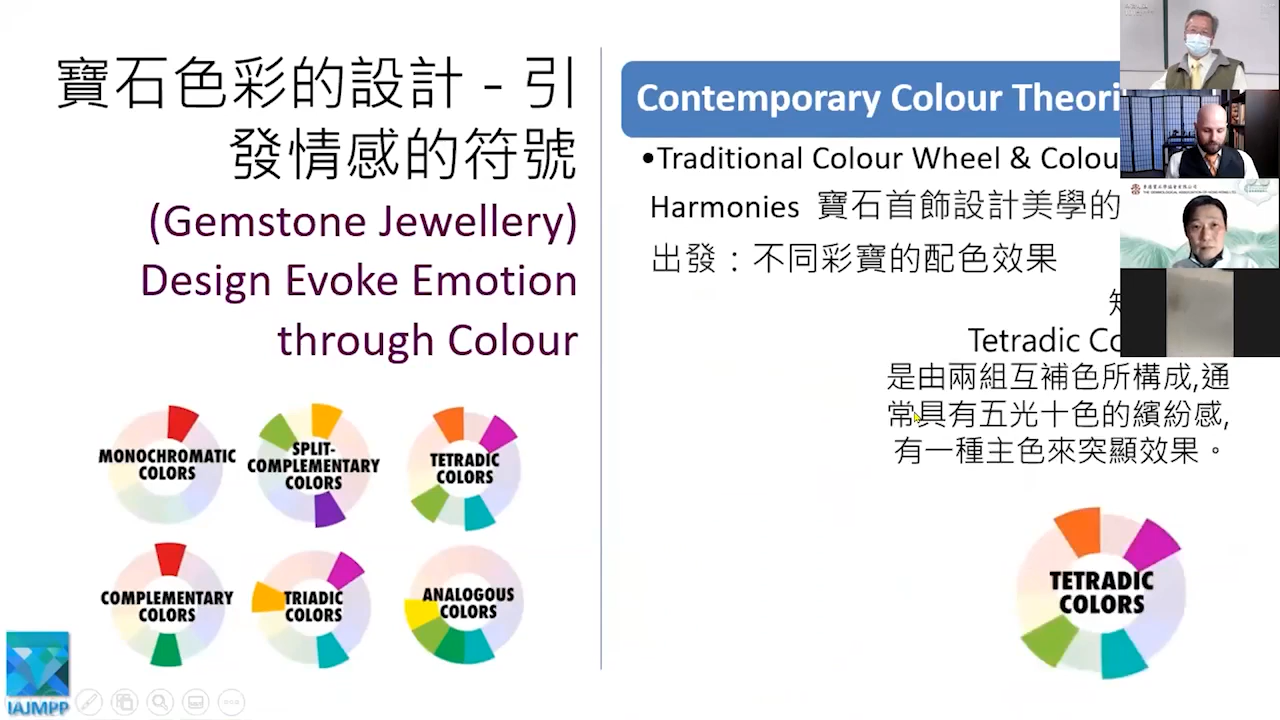 寶石色彩的設計 - 引
發情感的符號
(Gemstone Jewellery)
Design Evoke Emotion
through Colour
MONOCHROMATIC
COLORS
SPLIT-
COMPLEMENTARY
COLORS
TETRADIC
COLORS
COMPLEMENTARY
COLORS
TRIADIC
COLORS
ANALOGOUS
COLORS
IAJMPP
Contemporary Colour Theori
•Traditional Colour Wheel & Colou
Harmonies 寶石首飾設計美學的
出發：不同彩寶的配色效果
Tetradic Co
是由兩組互補色所構成,通
常具有五光十色的繽紛感,
有一種主色來突顯效果。
TETRADIC
COLORS